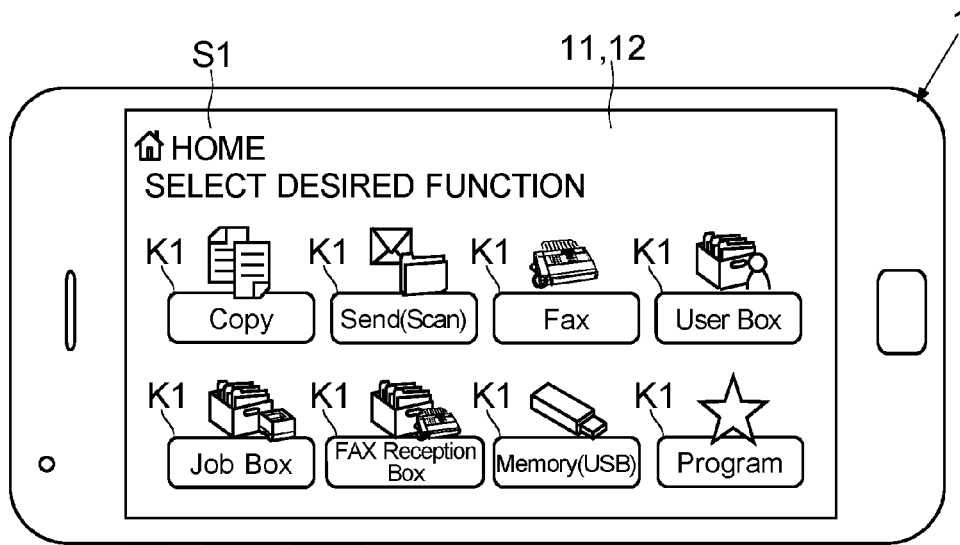 S1 11,12
HOME
SELECT DESIRED FUNCTION
K1 K1 K1 K1
Copy Send(Scan) Fax User Box
K1 K1 K1 K1
Job Box FAX Reception Box Memory(USB) Program